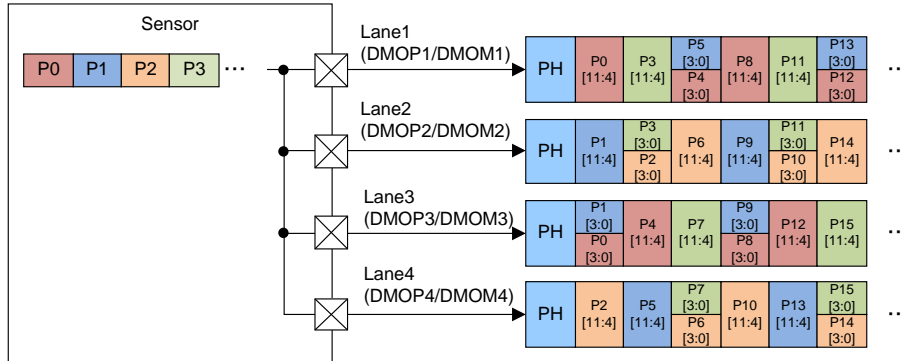 Sensor
P0 P1 P2 P3 ...
Lane1
(DMOP1/DMOM1)
PH
P0
[11:4]
P3
[11:4]
P5
[3:0]
P4
[3:0]
P8
[11:4]
P11
[11:4]
P13
[3:0]
P12
[3:0]
..
Lane2
(DMOP2/DMOM2)
PH
P1
[11:4]
P3
[3:0]
P2
[3:0]
P6
[11:4]
P9
[11:4]
P11
[3:0]
P10
[3:0]
P14
[11:4]
..
Lane3
(DMOP3/DMOM3)
PH
P1
[3:0]
P0
[3:0]
P4
[11:4]
P7
[11:4]
P9
[3:0]
P8
[3:0]
P12
[11:4]
P15
[11:4]
..
Lane4
(DMOP4/DMOM4)
PH
P2
[11:4]
P5
[11:4]
P7
[3:0]
P6
[3:0]
P10
[11:4]
P13
[11:4]
P15
[3:0]
P14
[3:0]
..